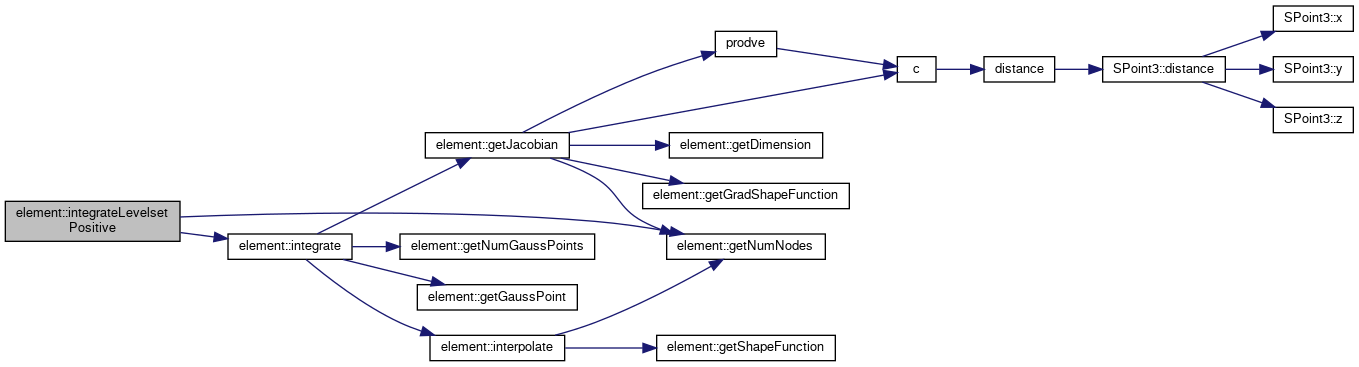 SPoint3::x
prodve
c
distance
SPoint3::distance
SPoint3::y
SPoint3::z
element::getJacobian
element::getDimension
element::getGradShapeFunction
element::integrateLevelset
Positive
element::integrate
element::getNumGaussPoints
element::getNumNodes
element::getGaussPoint
element::interpolate
element::getShapeFunction